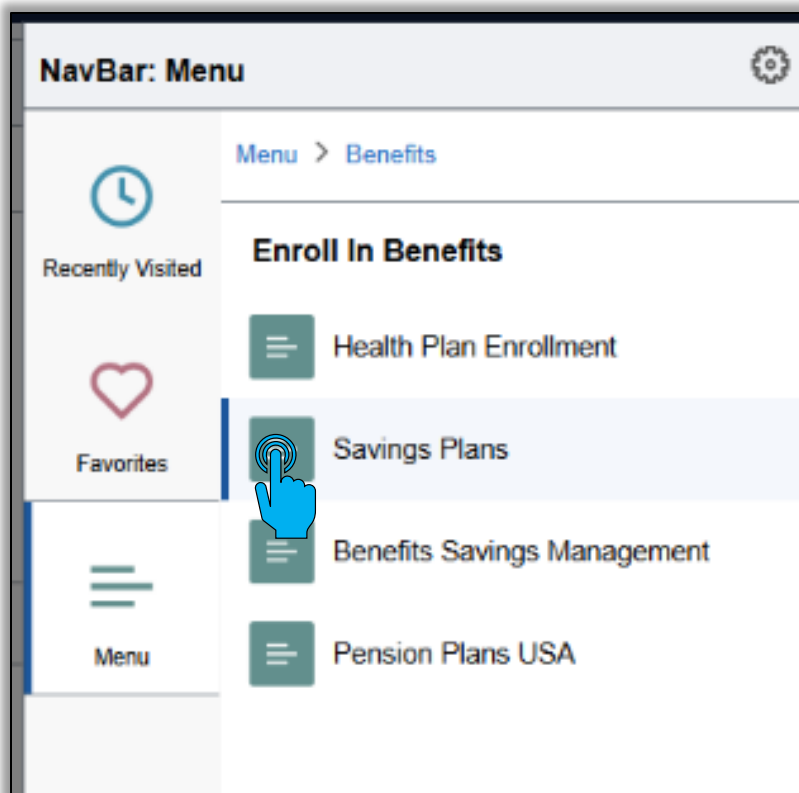 NavBar: Menu
Menu > Benefits
Recently Visited
Enroll In Benefits
Health Plan Enrollment
Favorites
Savings Plans
Benefits Savings Management
Menu
Pension Plans USA